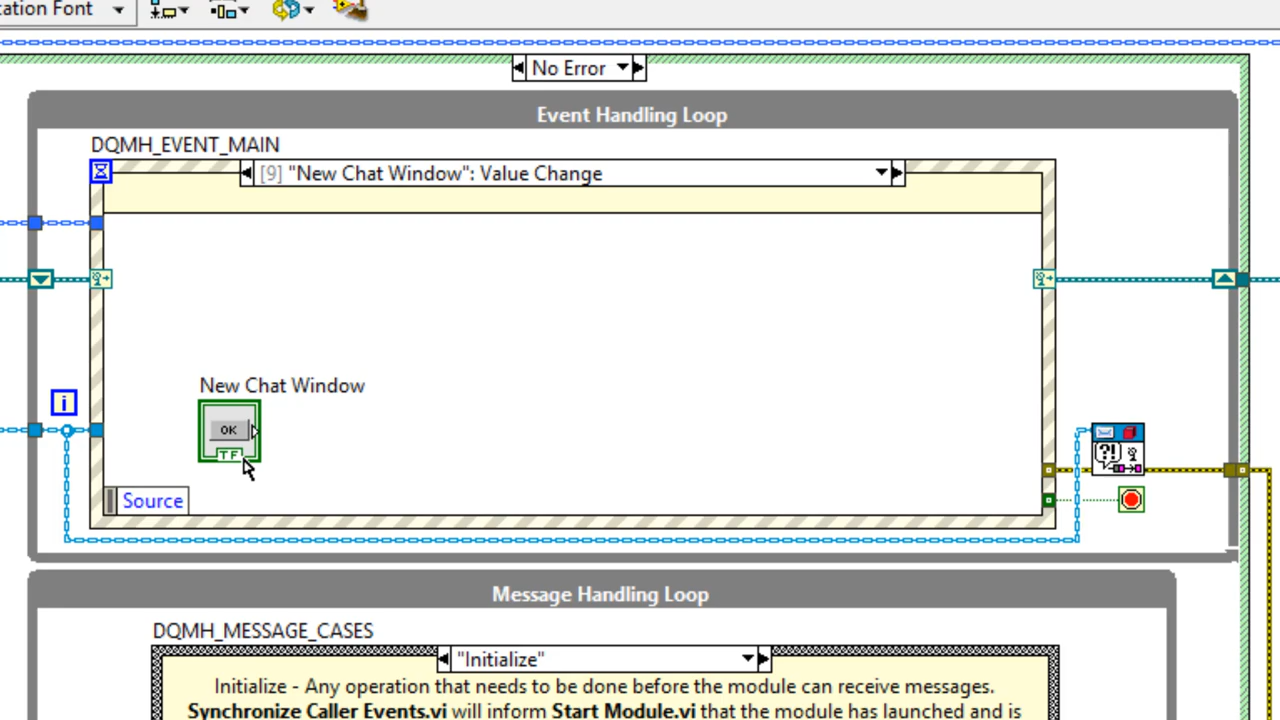 cation Font
No Error
Event Handling Loop
DQMH_EVENT_MAIN
[9] "New Chat Window": Value Change
New Chat Window
i
OK
TF
?!
Source
Message Handling Loop
DQMH_MESSAGE_CASES
"Initialize"
Initialize - Any operation that needs to be done before the module can receive messages.
Synchronize Caller Events.vi will inform Start Module.vi that the module has launched and is